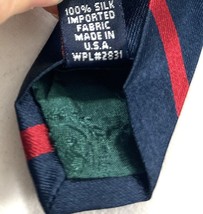 100% SILK
IMPORTED
FABRIC
MADE IN
U.S.A.
WPL#2831